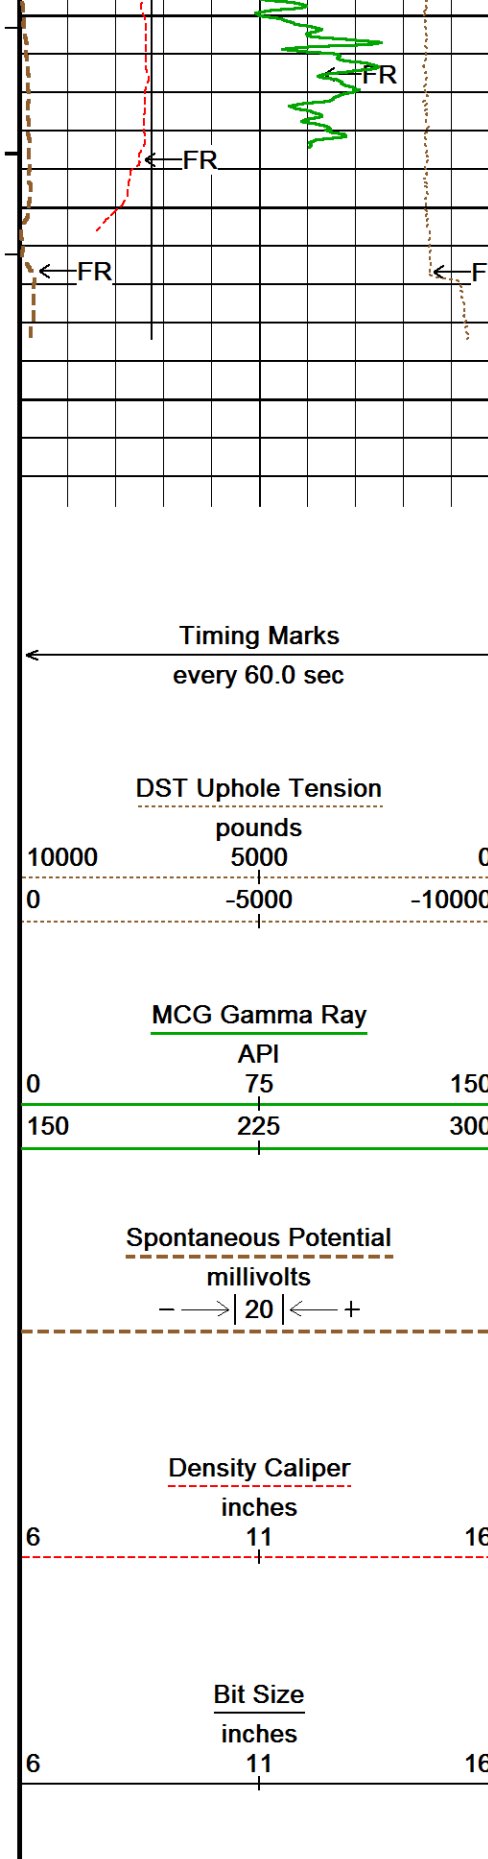 FR
FR
FR
F
Timing Marks
every 60.0 sec
DST Uphole Tension
pounds
10000 5000 0
0 -5000 -10000
MCG Gamma Ray
API
0 75 150
150 225 300
Spontaneous Potential
millivolts
− 20 +
Density Caliper
inches
6 11 16
Bit Size
inches
6 11 16